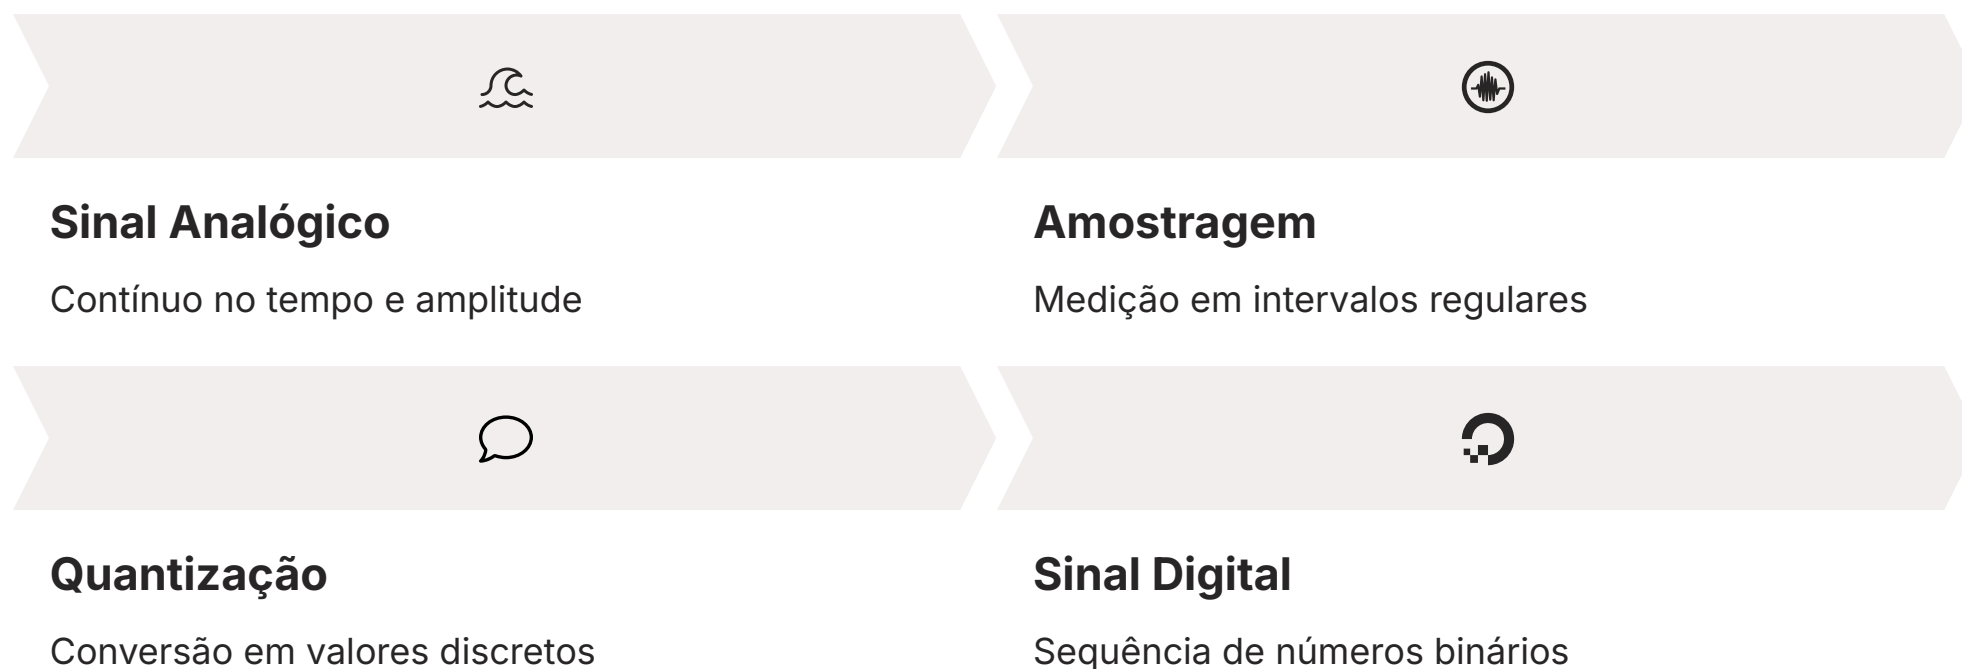 Sinal Analógico
Contínuo no tempo e amplitude
Amostragem
Medição em intervalos regulares
Quantização
Conversão em valores discretos
Sinal Digital
Sequência de números binários